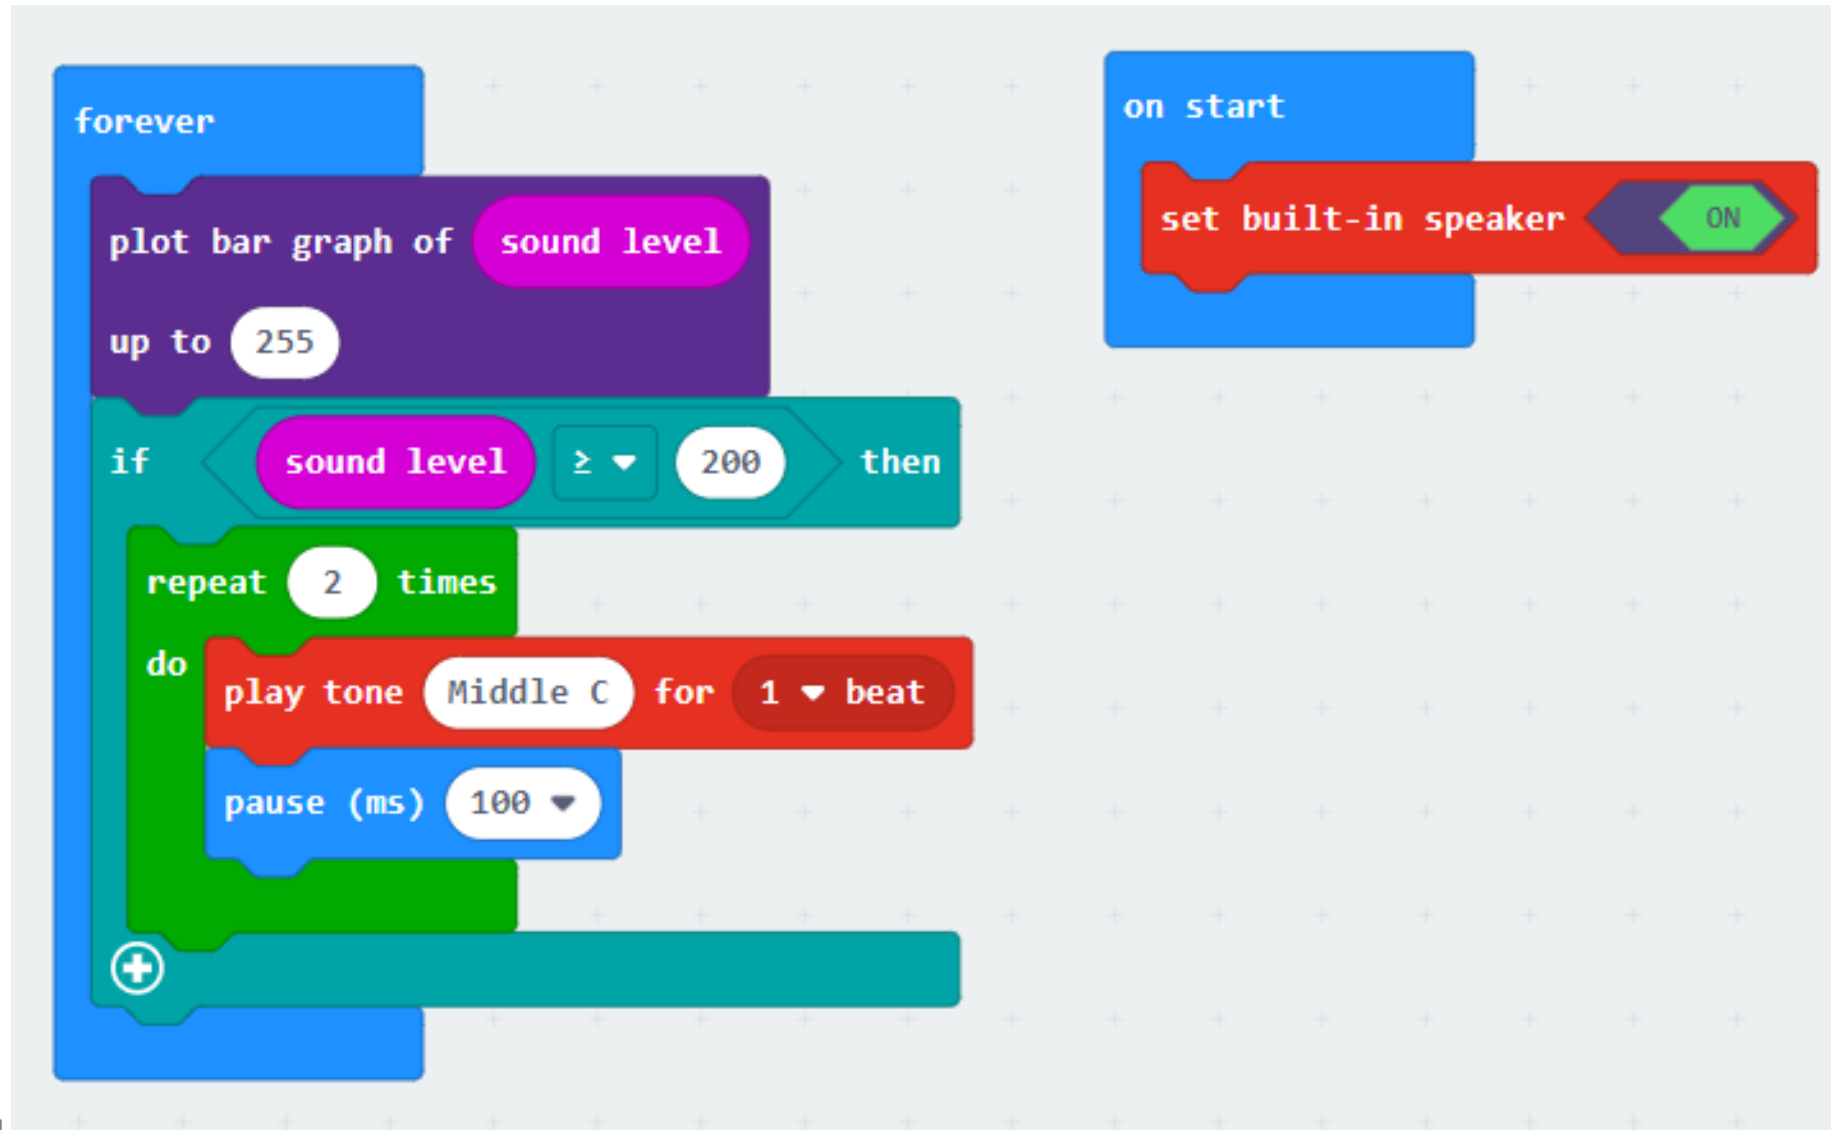 forever
plot bar graph of sound level
up to 255
if sound level ≥ 200 then
repeat 2 times
do
play tone Middle C for 1 beat
pause (ms) 100
on start
set built-in speaker ON